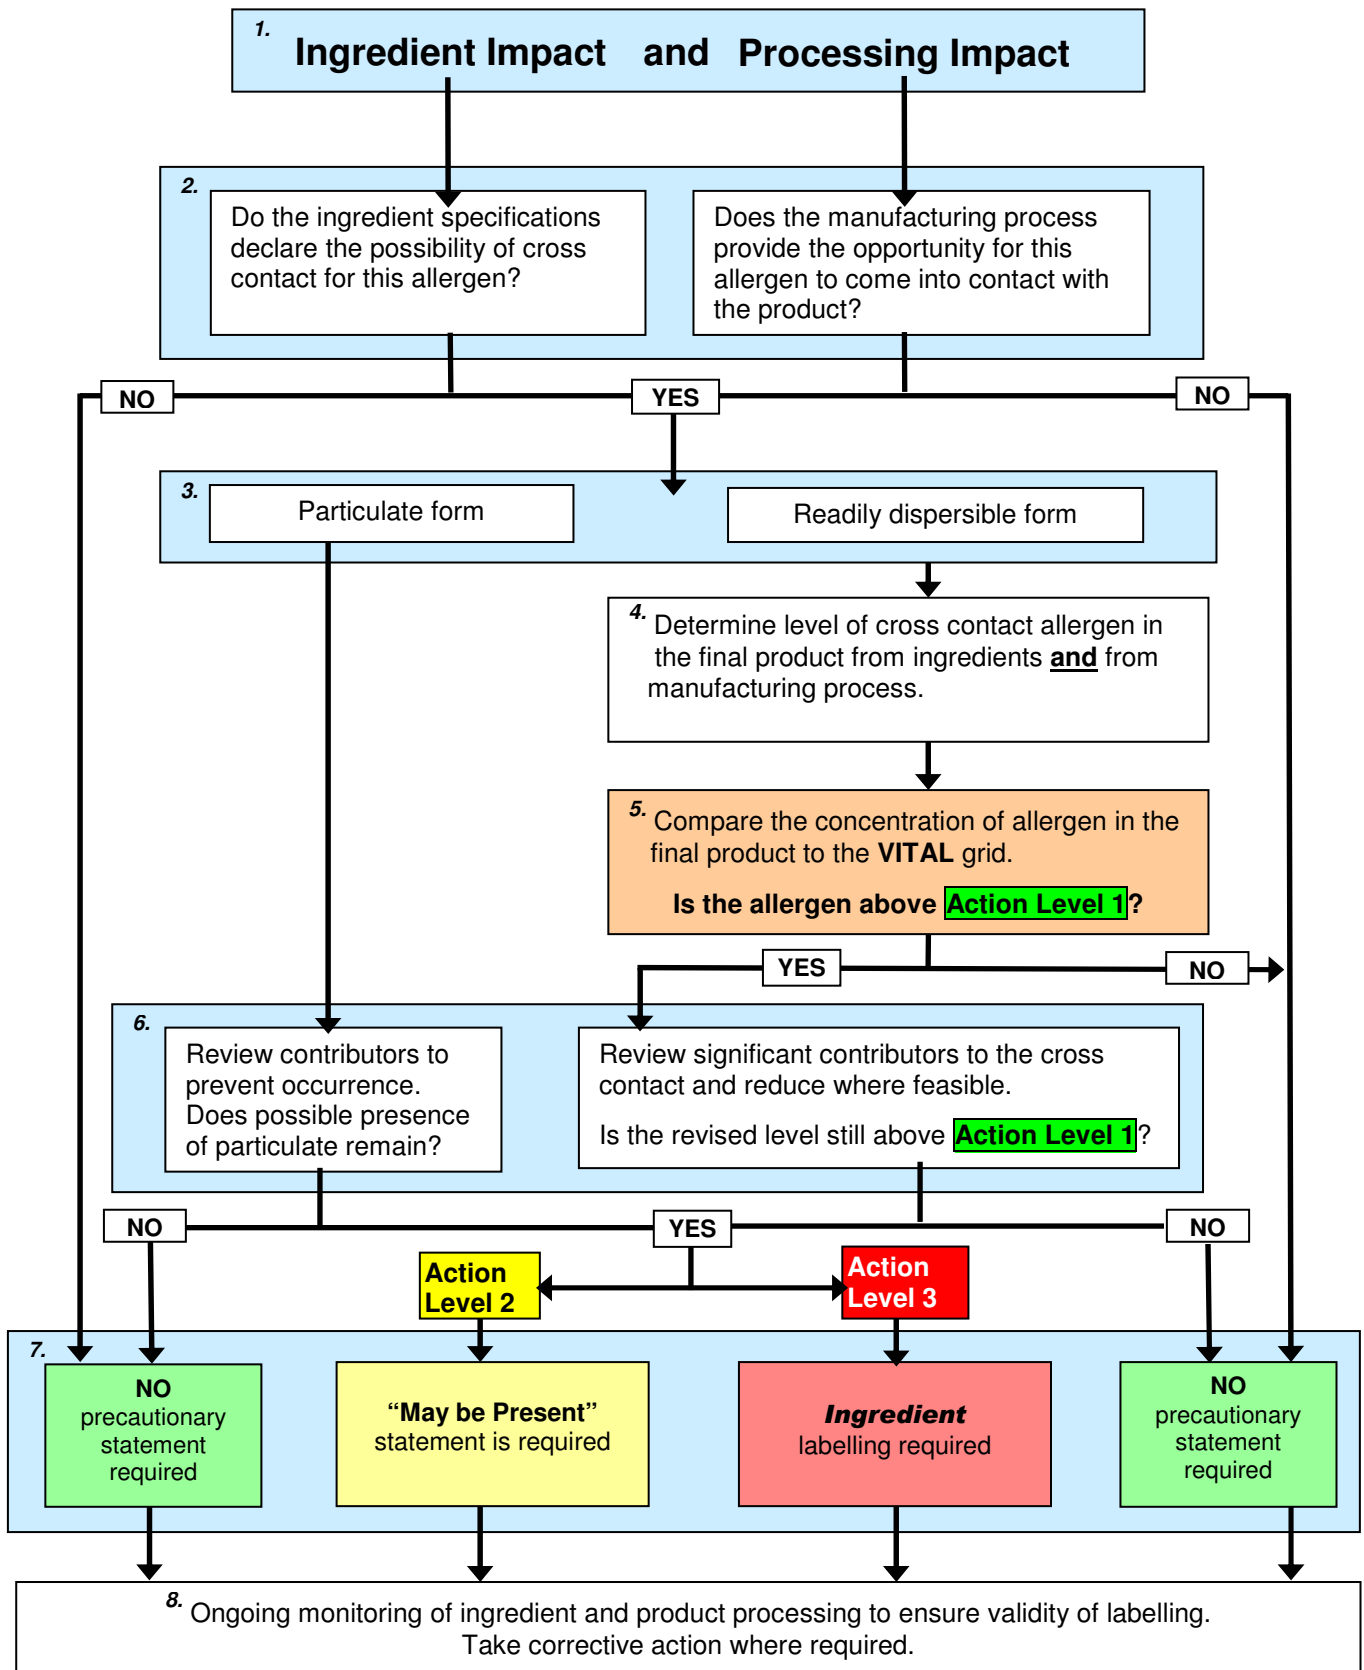 1.
Ingredient Impact and Processing Impact
2.
Do the ingredient specifications
declare the possibility of cross
contact for this allergen?
Does the manufacturing process
provide the opportunity for this
allergen to come into contact with
the product?
NO
YES
NO
3.
Particulate form
Readily dispersible form
4. Determine level of cross contact allergen in
the final product from ingredients and from
manufacturing process.
5. Compare the concentration of allergen in the
final product to the VITAL grid.
Is the allergen above Action Level 1?
YES
NO
6.
Review contributors to
prevent occurrence.
Does possible presence
of particulate remain?
Review significant contributors to the cross
contact and reduce where feasible.
Is the revised level still above Action Level 1?
NO
YES
NO
Action
Level 2
Action
Level 3
7.
NO
precautionary
statement
required
“May be Present”
statement is required
Ingredient
labelling required
NO
precautionary
statement
required
8. Ongoing monitoring of ingredient and product processing to ensure validity of labelling.
Take corrective action where required.